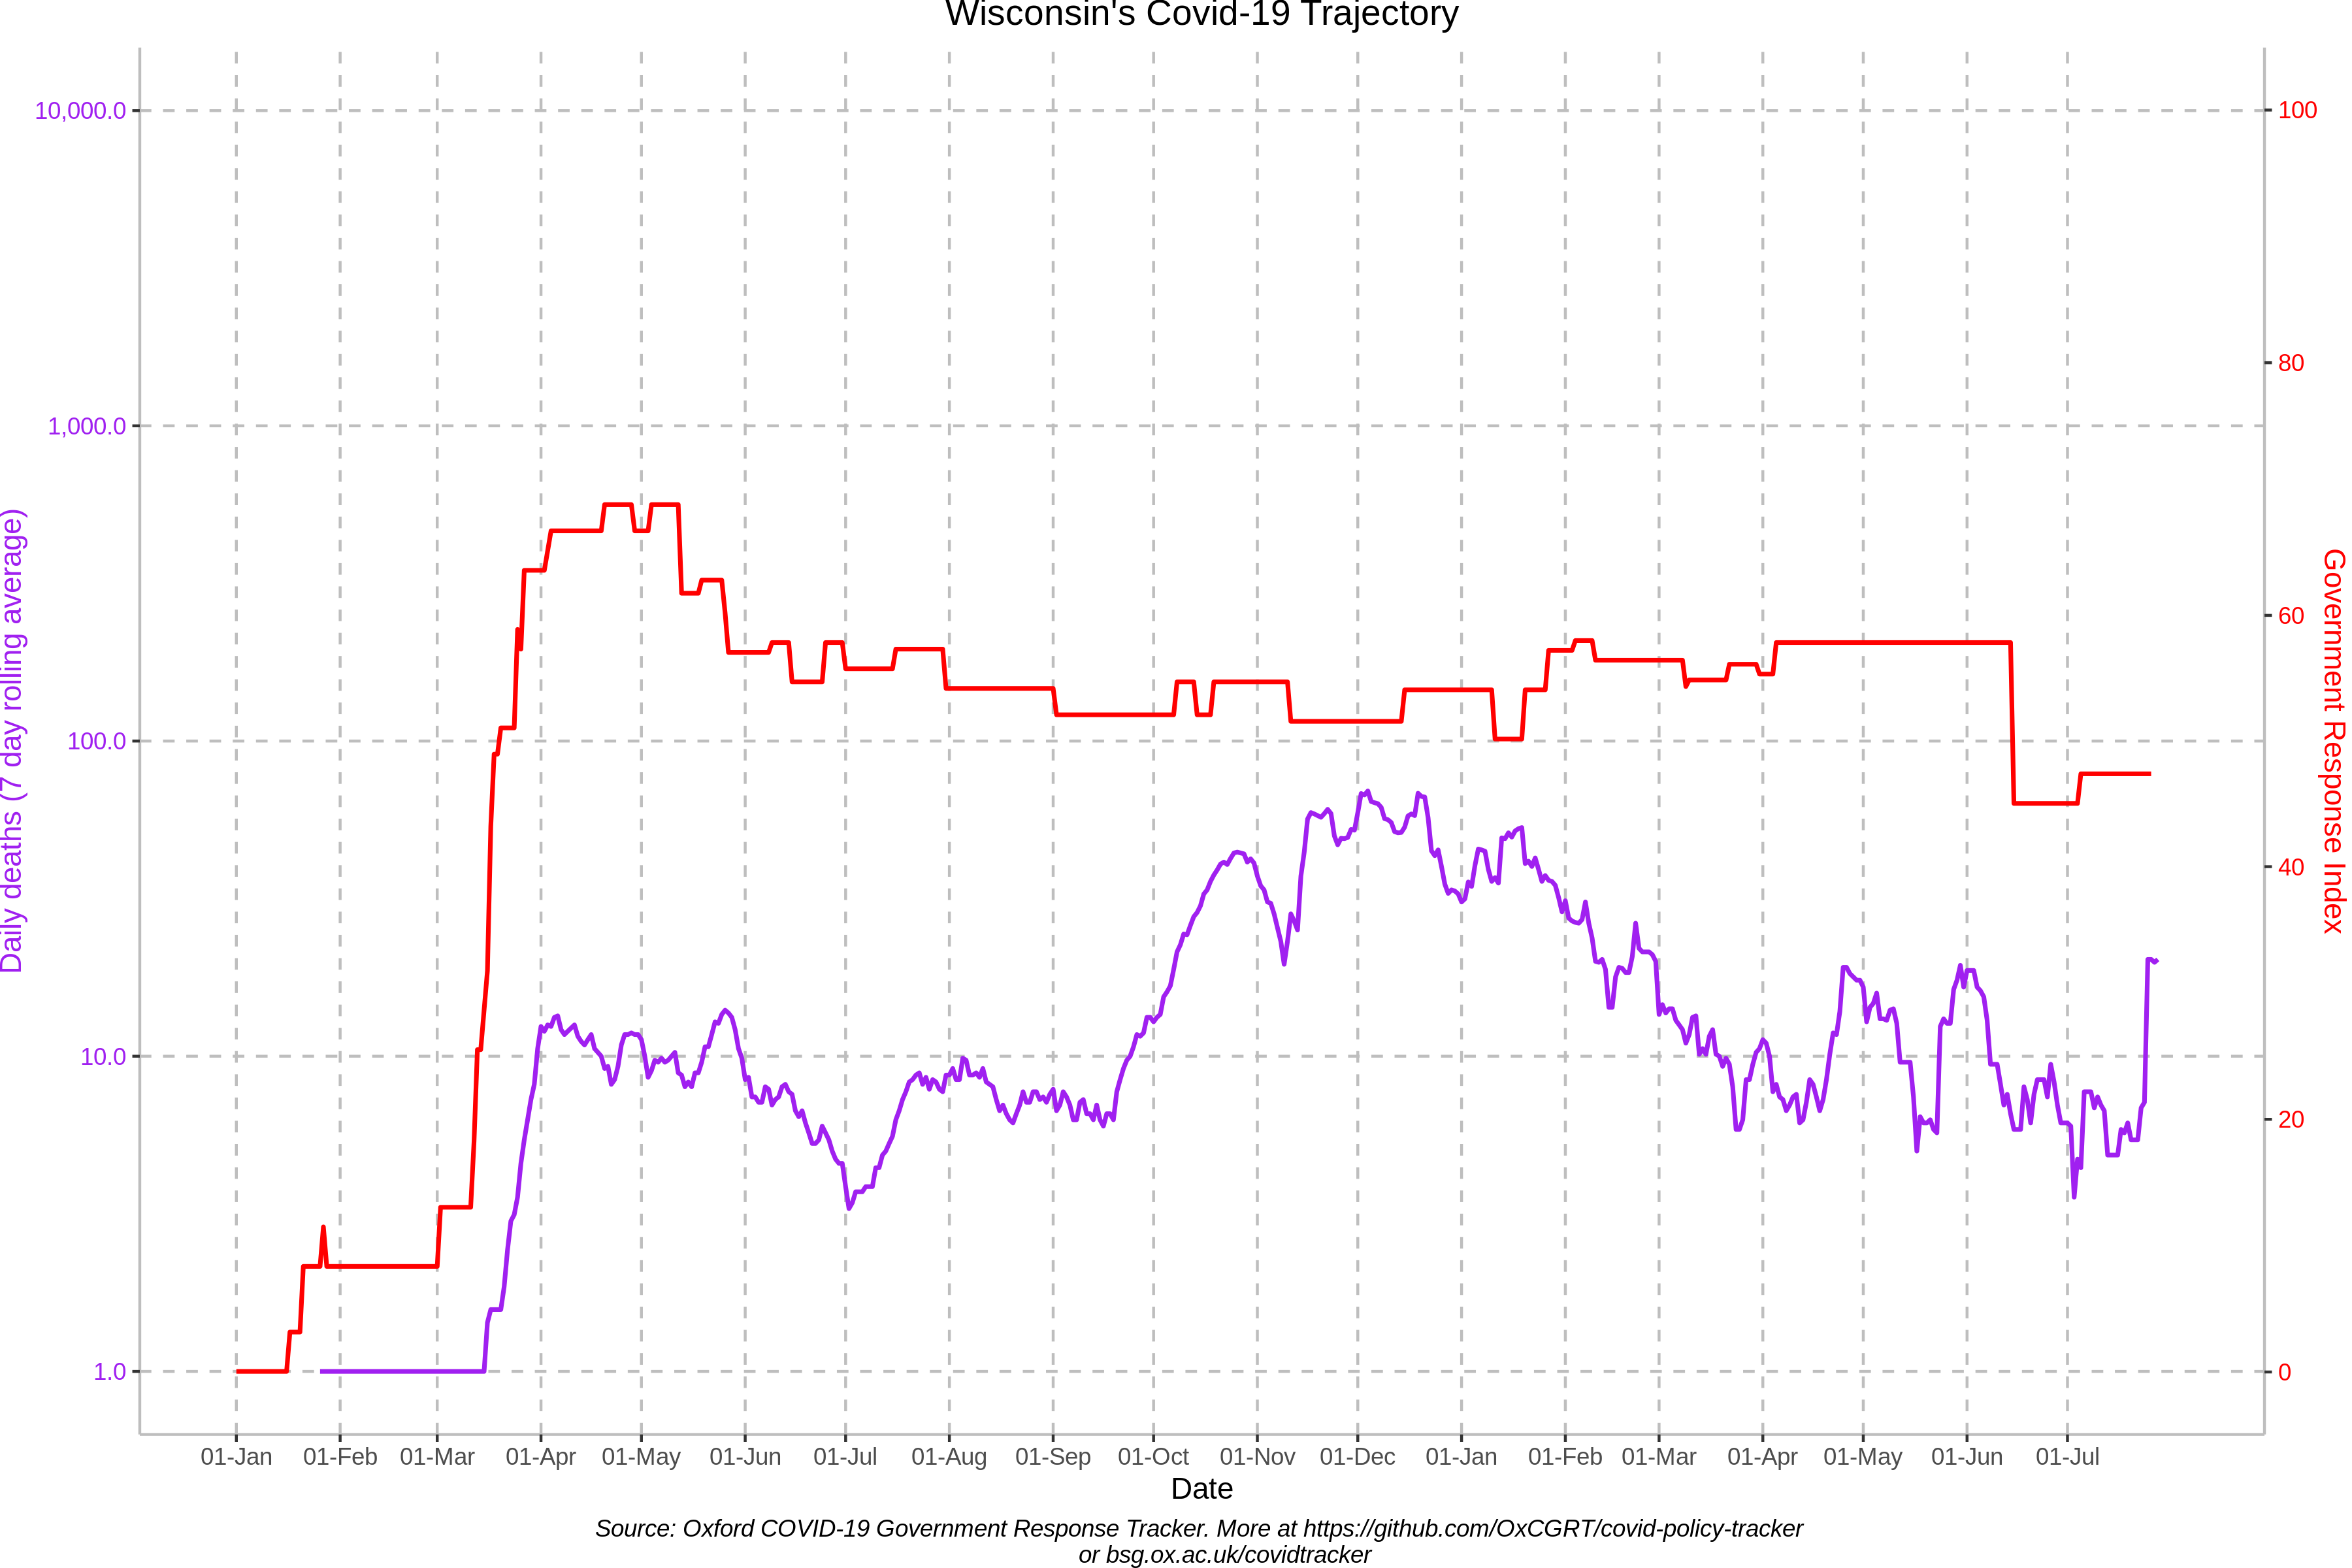 Wisconsin's Covid-19 Trajectory
10,000.0
1,000.0
100.0
10.0
1.0
Daily deaths (7 day rolling average)
100
80
60
40
20
0
Government Response Index
01-Jan 01-Feb 01-Mar 01-Apr 01-May 01-Jun 01-Jul 01-Aug 01-Sep 01-Oct 01-Nov 01-Dec 01-Jan 01-Feb 01-Mar 01-Apr 01-May 01-Jun 01-Jul
Date
Source: Oxford COVID-19 Government Response Tracker. More at https://github.com/OxCGRT/covid-policy-tracker
or bsg.ox.ac.uk/covidtracker